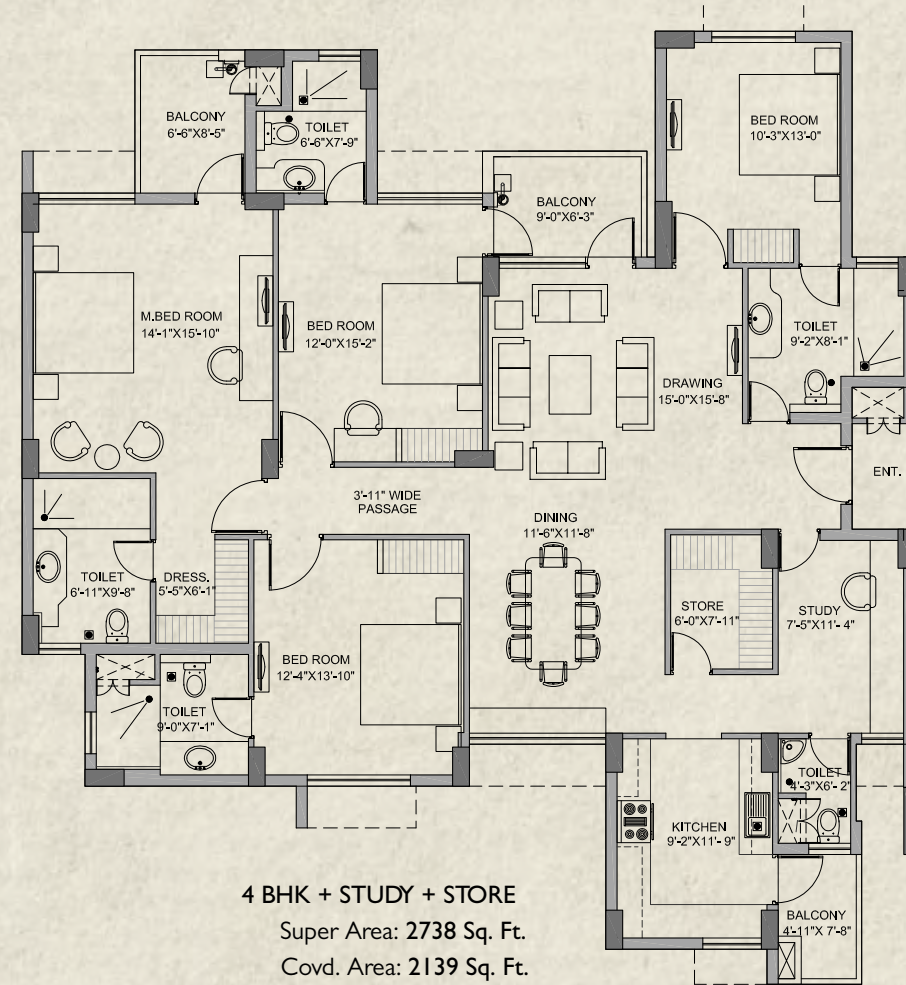 BED ROOM
10'-3"X13'-0"
BALCONY
6'-6"X8'-5"
TOILET
6'-6"X7'-9"
BALCONY
9'-0"X6'-3"
M.BED ROOM
14'-1"X15'-10"
BED ROOM
12'-0"X15'-2"
TOILET
9'-2"X8'-1"
DRAWING
15'-0"X15'-8"
ENT.
3'-11" WIDE
PASSAGE
DINING
11'-6"X11'-8"
TOILET
6'-11"X9'-8"
DRESS.
5'-5"X6'-1"
STORE
6'-0"X7'-11"
STUDY
7'-5"X11'- 4"
BED ROOM
12'-4"X13'-10"
TOILET
9'-0"X7'-1"
TOILET
4'-3"X6'- 2"
KITCHEN
9'-2"X11'- 9"
BALCONY
4'-11"X 7'-8"
4 BHK + STUDY + STORE
Super Area: 2738 Sq. Ft.
Covd. Area: 2139 Sq. Ft.